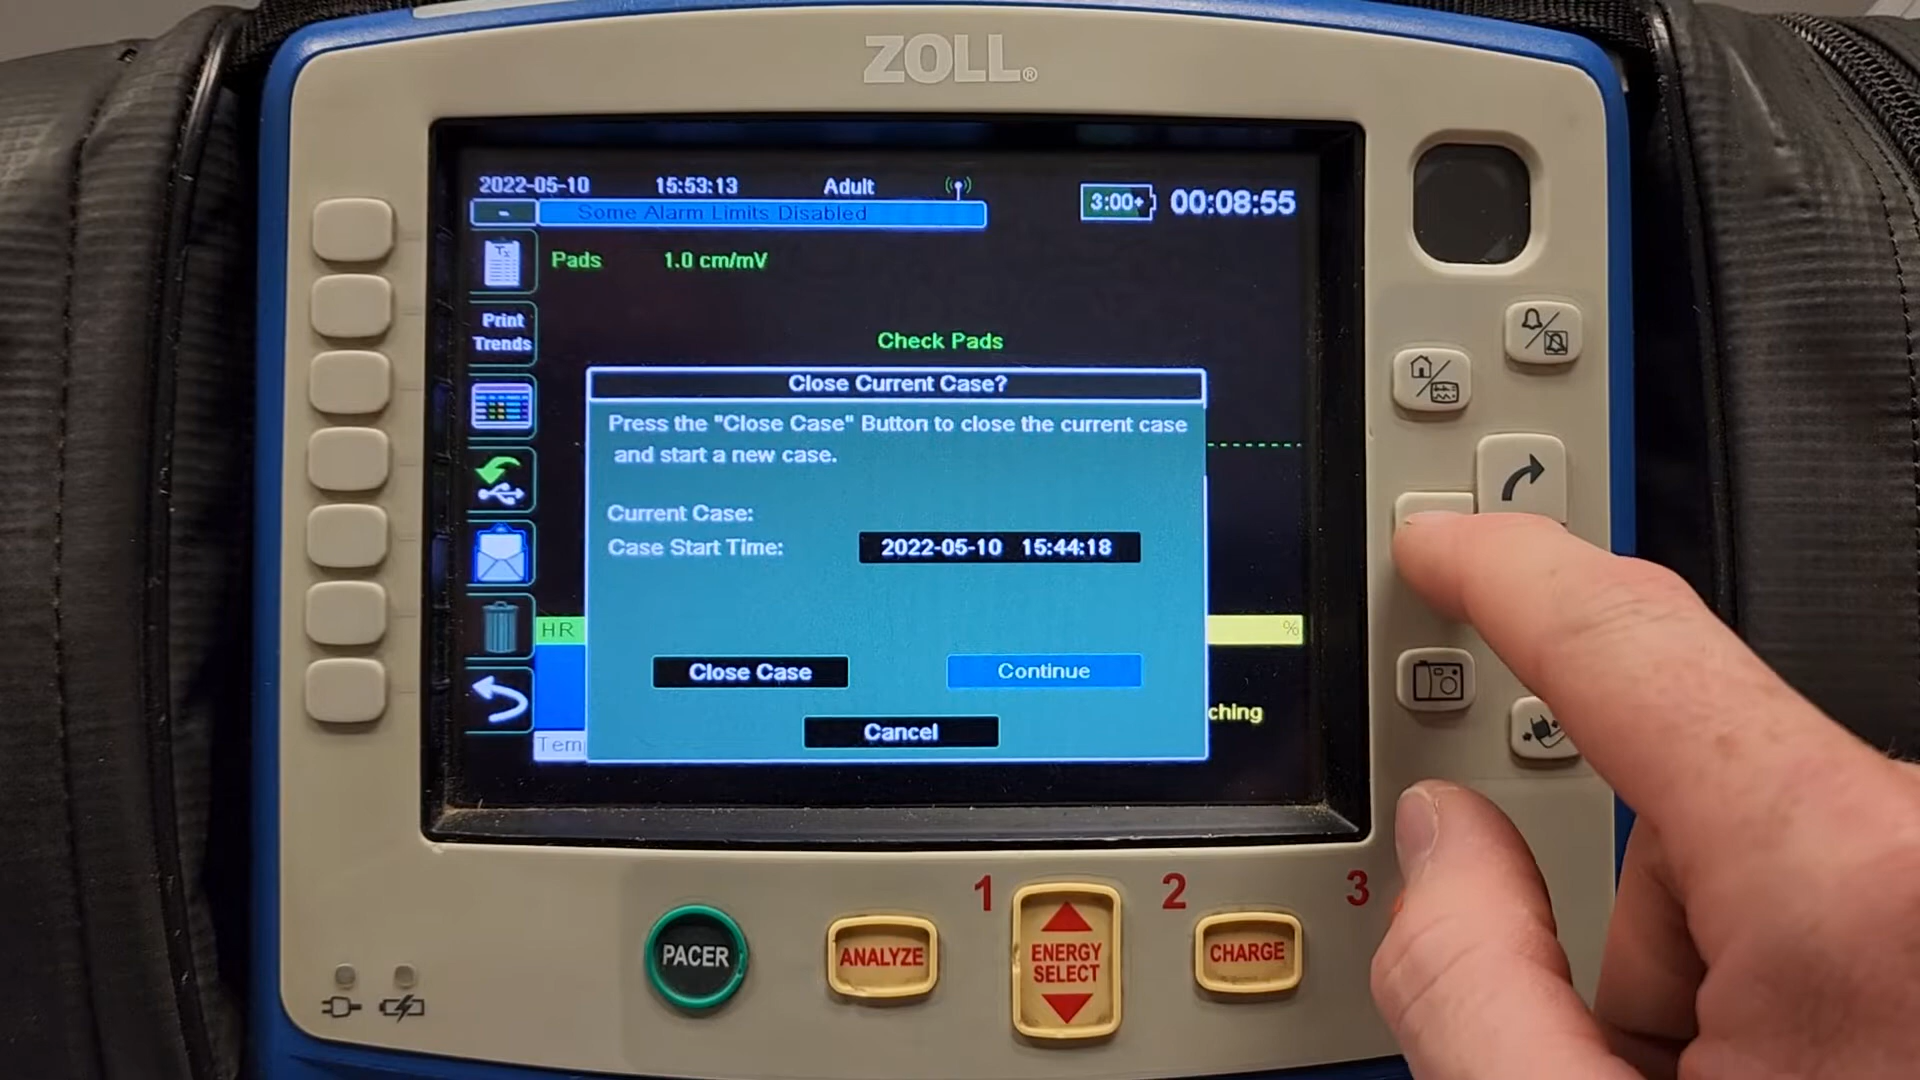 ZOLL®
2022-05-10 15:53:13 Adult
3:00+ 00:08:55
- Some Alarm Limits Disabled
Tx
Pads 1.0 cm/mV
Print
Trends
Check Pads
Close Current Case?
Press the "Close Case" Button to close the current case
and start a new case.
Current Case:
Case Start Time: 2022-05-10 15:44:18
HR
%
Close Case Continue
ching
Cancel
Tem
1 2 3
PACER
ANALYZE
ENERGY
SELECT
CHARGE